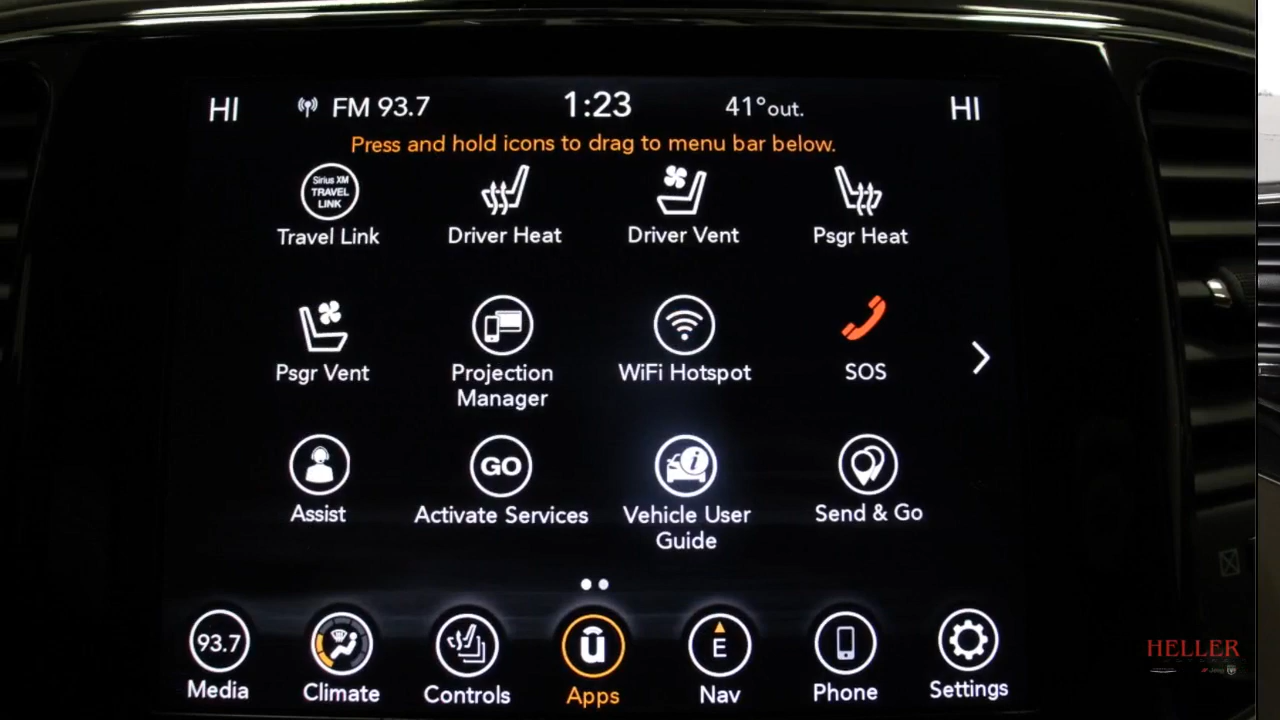 HI FM 93.7 1:23 41° out. HI
Press and hold icons to drag to menu bar below.
Sirius XM
TRAVEL
LINK
Travel Link Driver Heat Driver Vent Psgr Heat
Psgr Vent Projection Manager WiFi Hotspot SOS
GO
Assist Activate Services Vehicle User Guide Send & Go
93.7 û E
Media Climate Controls Apps Nav Phone Settings
HELLER
Jeep